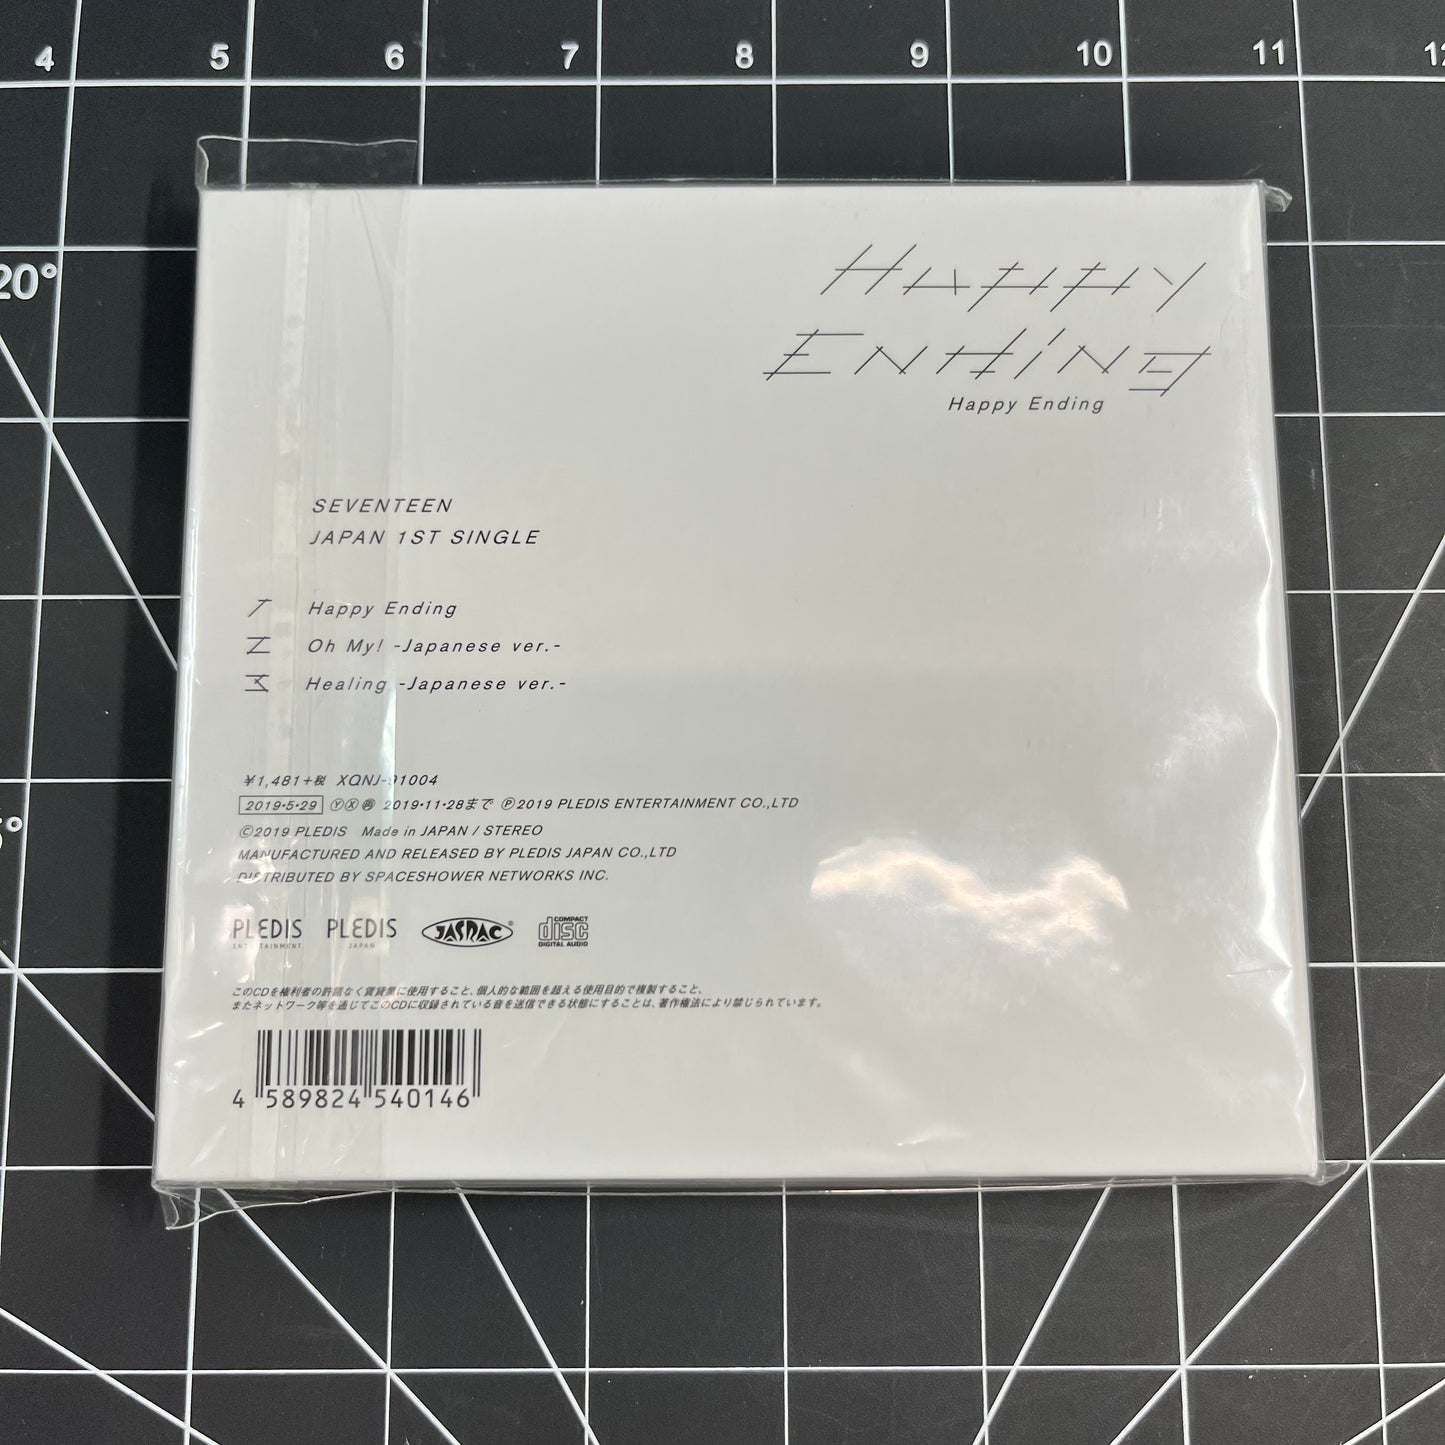 4 5 6 7 8 9 10 11
20°
Happy
Ending
Happy Ending
SEVENTEEN
JAPAN 1ST SINGLE
1 Happy Ending
2 Oh My! -Japanese ver.-
3 Healing -Japanese ver.-
¥1,481+税 XQNJ-91004
2019・5・29 ⓎⓍ 2019・11・28まで Ⓟ2019 PLEDIS ENTERTAINMENT CO.,LTD
©2019 PLEDIS Made in JAPAN / STEREO
MANUFACTURED AND RELEASED BY PLEDIS JAPAN CO.,LTD
DISTRIBUTED BY SPACESHOWER NETWORKS INC.
PLEDIS ENTERTAINMENT PLEDIS JAPAN JASRAC® COMPACT disc DIGITAL AUDIO
このCDを権利者の許諾なく賃貸業に使用すること、個人的な範囲を超える使用目的で複製すること、
またネットワーク等を通じてこのCDに収録されている音を送信できる状態にすることは、著作権法により禁じられています。
4 589824 540146